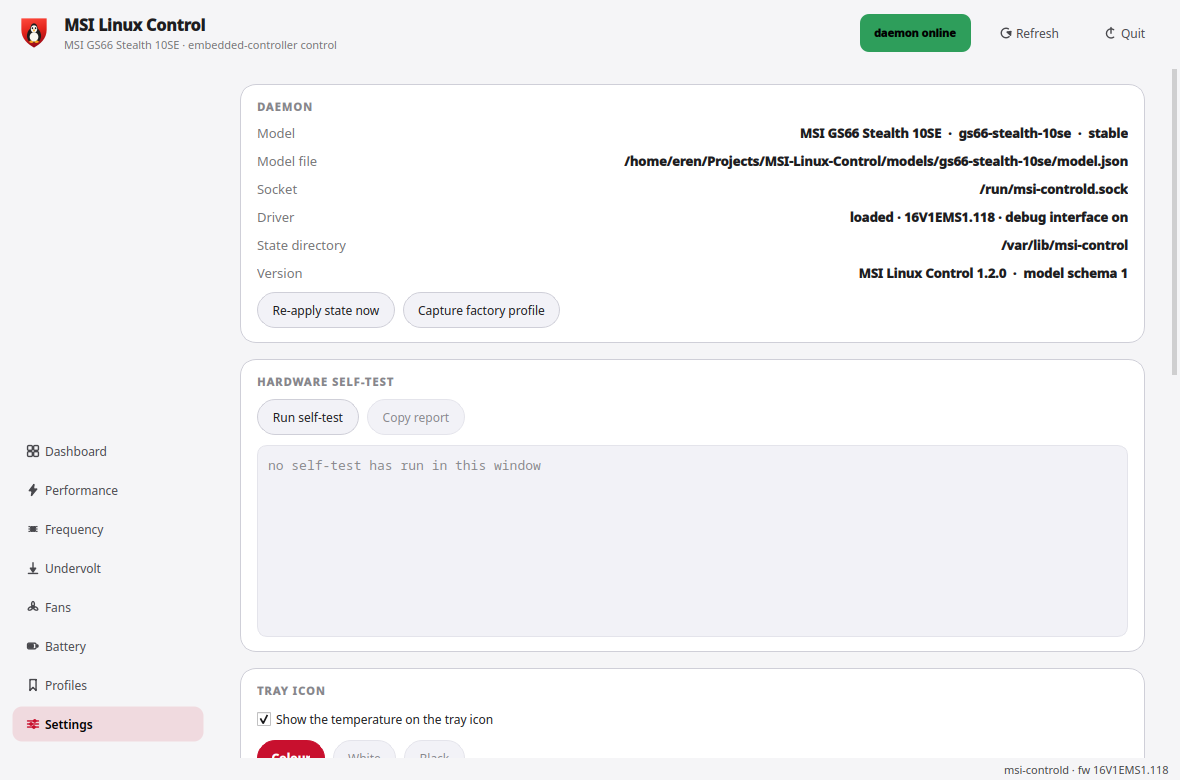 MSI Linux Control
MSI GS66 Stealth 10SE · embedded-controller control
daemon online
Refresh
Quit
DAEMON
Model
MSI GS66 Stealth 10SE · gs66-stealth-10se · stable
Model file
/home/eren/Projects/MSI-Linux-Control/models/gs66-stealth-10se/model.json
Socket
/run/msi-controld.sock
Driver
loaded · 16V1EMS1.118 · debug interface on
State directory
/var/lib/msi-control
Version
MSI Linux Control 1.2.0 · model schema 1
Re-apply state now
Capture factory profile
HARDWARE SELF-TEST
Run self-test
Copy report
no self-test has run in this window
Dashboard
Performance
Frequency
Undervolt
Fans
Battery
Profiles
Settings
TRAY ICON
Show the temperature on the tray icon
Colour
White
Black
msi-controld · fw 16V1EMS1.118